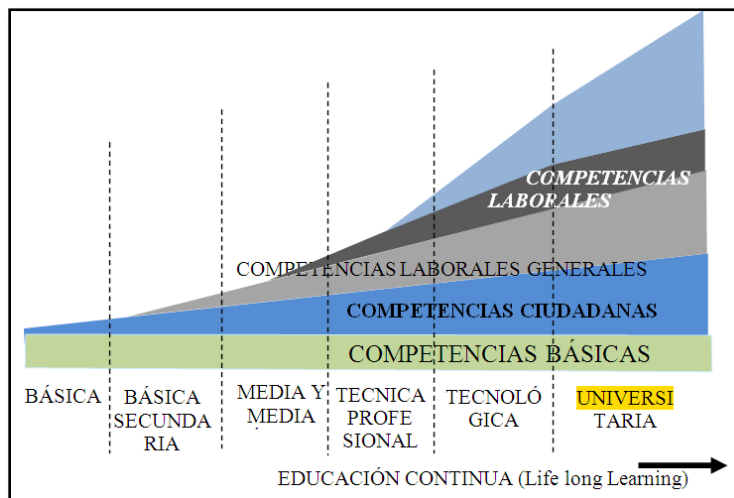 COMPETENCIAS
LABORALES
COMPETENCIAS LABORALES GENERALES
COMPETENCIAS CIUDADANAS
COMPETENCIAS BÁSICAS
BÁSICA
BÁSICA
SECUNDA
RIA
MEDIA Y
MEDIA
TECNICA
PROFE
SIONAL
TECNOLÓ
GICA
UNIVERSI
TARIA
EDUCACIÓN CONTINUA (Life long Learning)